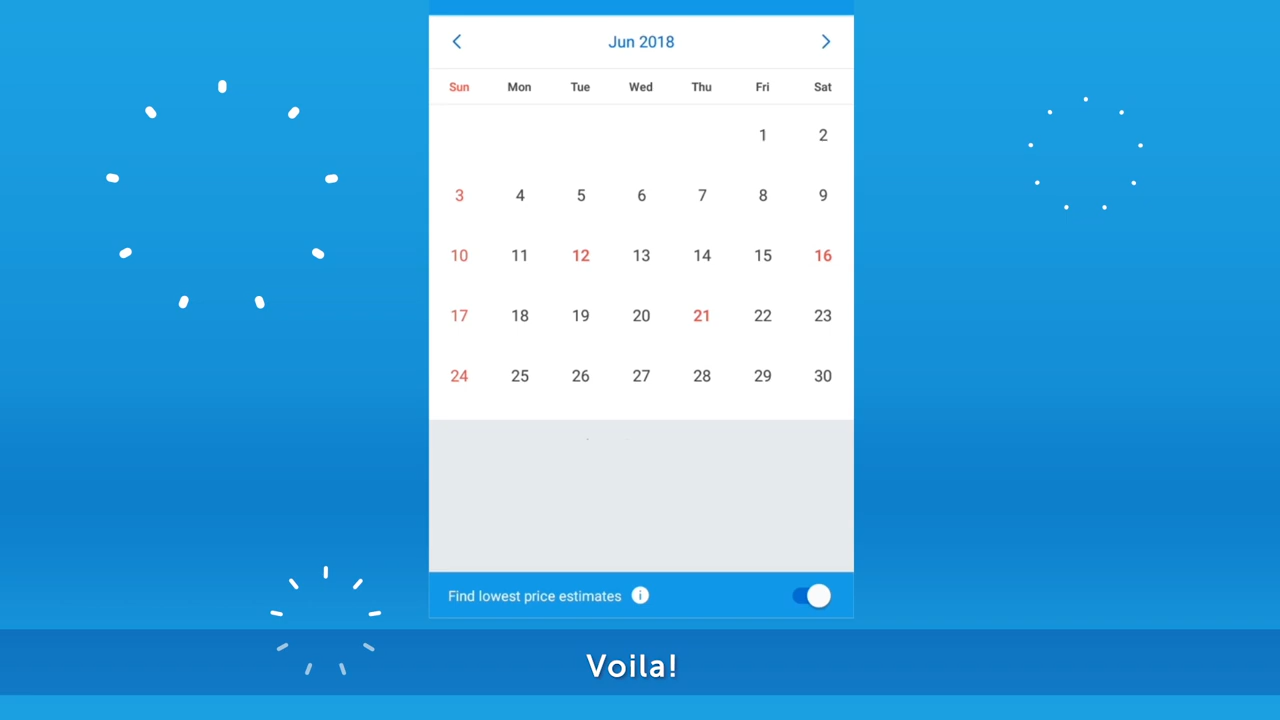 Jun 2018
Sun Mon Tue Wed Thu Fri Sat
1 2
3 4 5 6 7 8 9
10 11 12 13 14 15 16
17 18 19 20 21 22 23
24 25 26 27 28 29 30
Find lowest price estimates i
Voila!